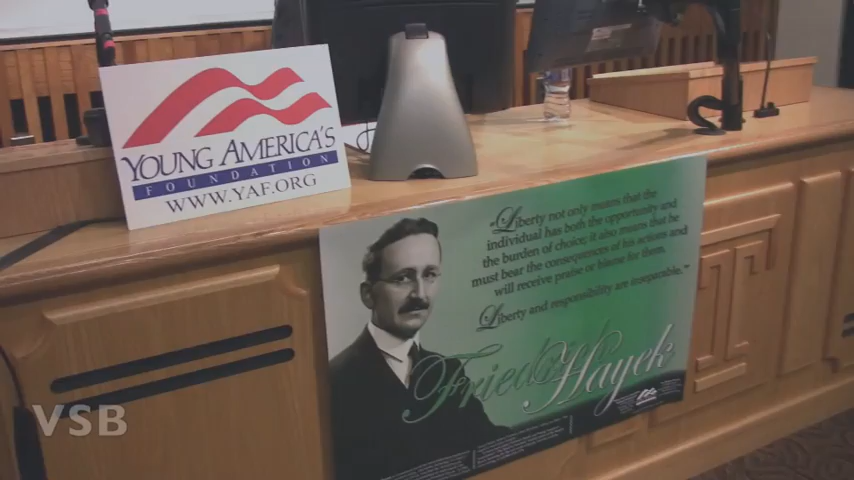 YOUNG AMERICA'S
FOUNDATION
WWW.YAF.ORG
"Liberty not only means that the
individual has both the opportunity and
the burden of choice; it also means that he
must bear the consequences of his actions and
will receive praise or blame for them.
Liberty and responsibility are inseparable."
Hayek
VSB